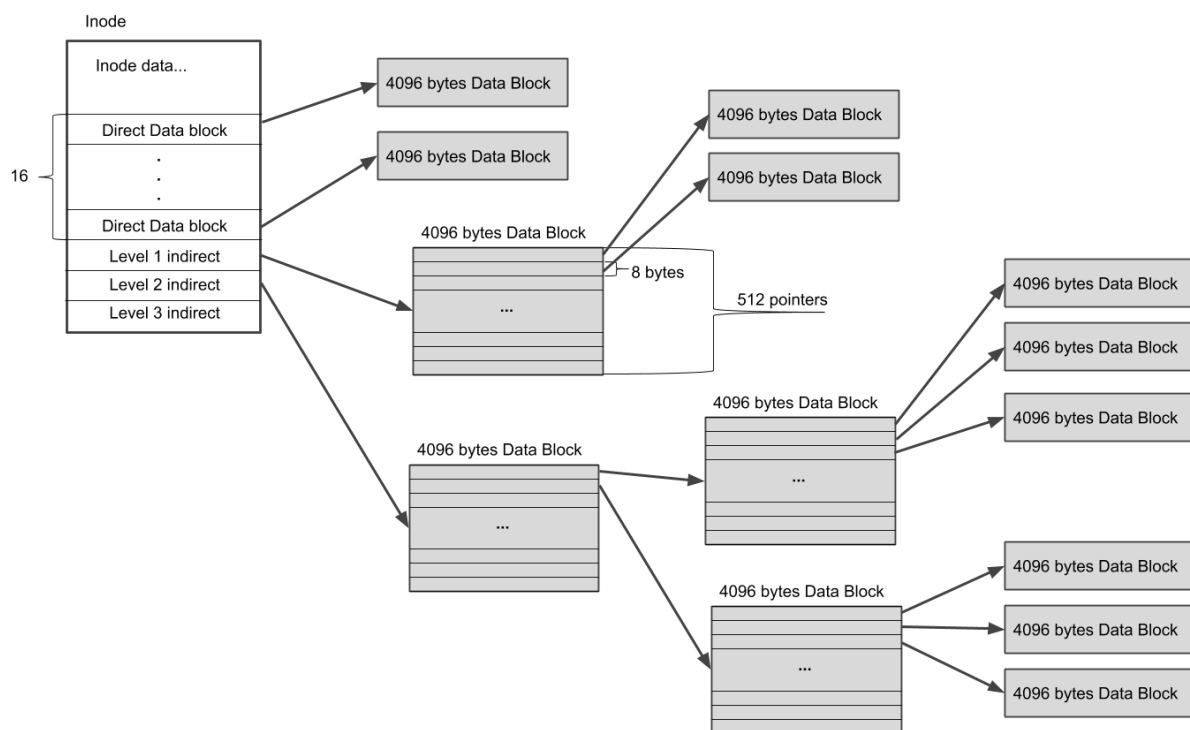 Inode
Inode data...
4096 bytes Data Block
4096 bytes Data Block
Direct Data block
4096 bytes Data Block
4096 bytes Data Block
.
.
.
16
Direct Data block
4096 bytes Data Block
Level 1 indirect
8 bytes
Level 2 indirect
4096 bytes Data Block
512 pointers
Level 3 indirect
...
4096 bytes Data Block
4096 bytes Data Block
4096 bytes Data Block
4096 bytes Data Block
...
...
4096 bytes Data Block
4096 bytes Data Block
4096 bytes Data Block
...
4096 bytes Data Block